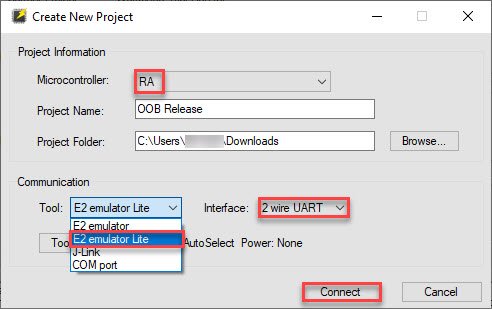 Create New Project
Project Information
Microcontroller: RA
Project Name: OOB Release
Project Folder: C:\Users\ \Downloads Browse...
Communication
Tool: E2 emulator Lite Interface: 2 wire UART
E2 emulator
E2 emulator Lite
J-Link
COM port
Too AutoSelect Power: None
Connect Cancel